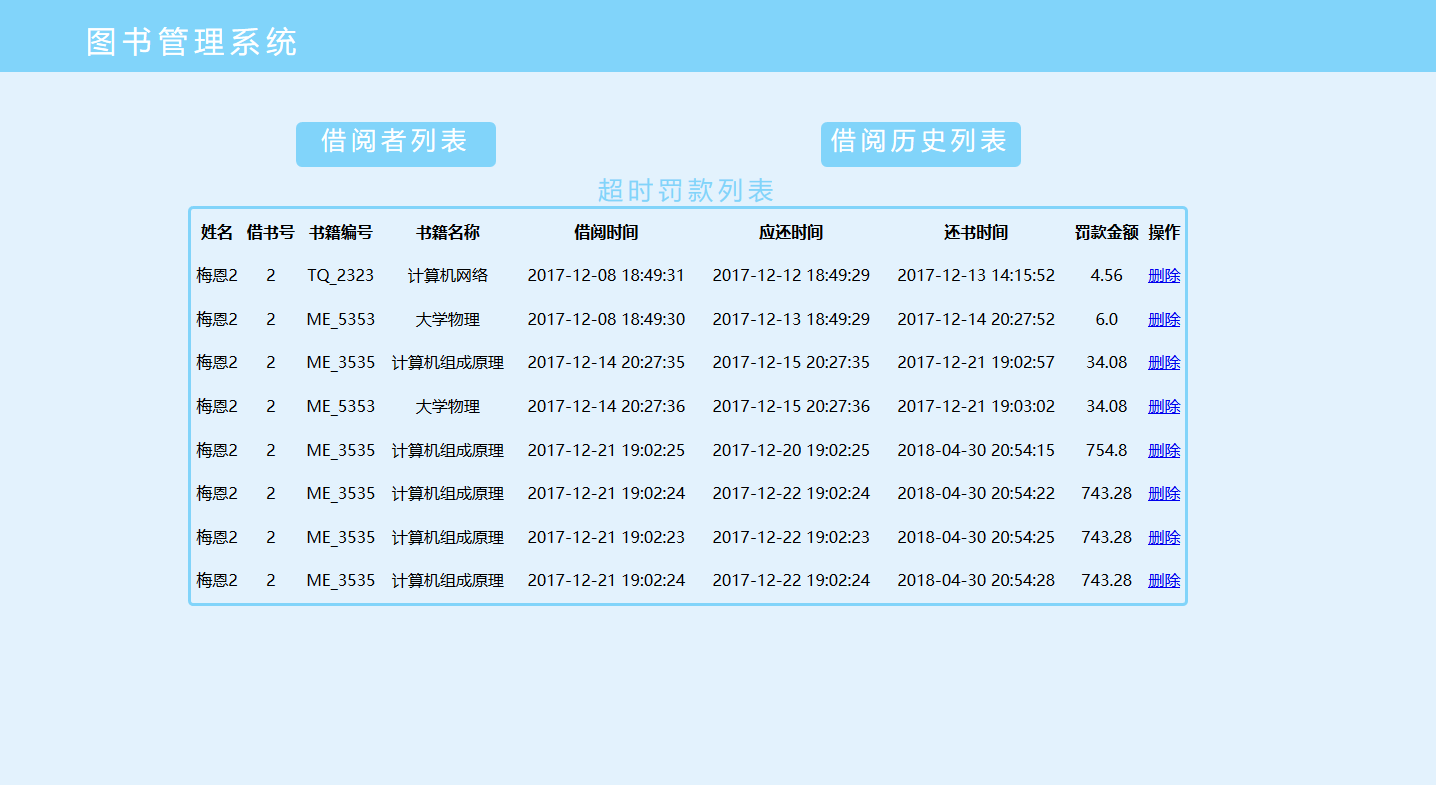 图书管理系统
借阅者列表 借阅历史列表
超时罚款列表
姓名 借书号 书籍编号 书籍名称 借阅时间 应还时间 还书时间 罚款金额 操作
梅恩2 2 TQ_2323 计算机网络 2017-12-08 18:49:31 2017-12-12 18:49:29 2017-12-13 14:15:52 4.56 删除
梅恩2 2 ME_5353 大学物理 2017-12-08 18:49:30 2017-12-13 18:49:29 2017-12-14 20:27:52 6.0 删除
梅恩2 2 ME_3535 计算机组成原理 2017-12-14 20:27:35 2017-12-15 20:27:35 2017-12-21 19:02:57 34.08 删除
梅恩2 2 ME_5353 大学物理 2017-12-14 20:27:36 2017-12-15 20:27:36 2017-12-21 19:03:02 34.08 删除
梅恩2 2 ME_3535 计算机组成原理 2017-12-21 19:02:25 2017-12-20 19:02:25 2018-04-30 20:54:15 754.8 删除
梅恩2 2 ME_3535 计算机组成原理 2017-12-21 19:02:24 2017-12-22 19:02:24 2018-04-30 20:54:22 743.28 删除
梅恩2 2 ME_3535 计算机组成原理 2017-12-21 19:02:23 2017-12-22 19:02:23 2018-04-30 20:54:25 743.28 删除
梅恩2 2 ME_3535 计算机组成原理 2017-12-21 19:02:24 2017-12-22 19:02:24 2018-04-30 20:54:28 743.28 删除